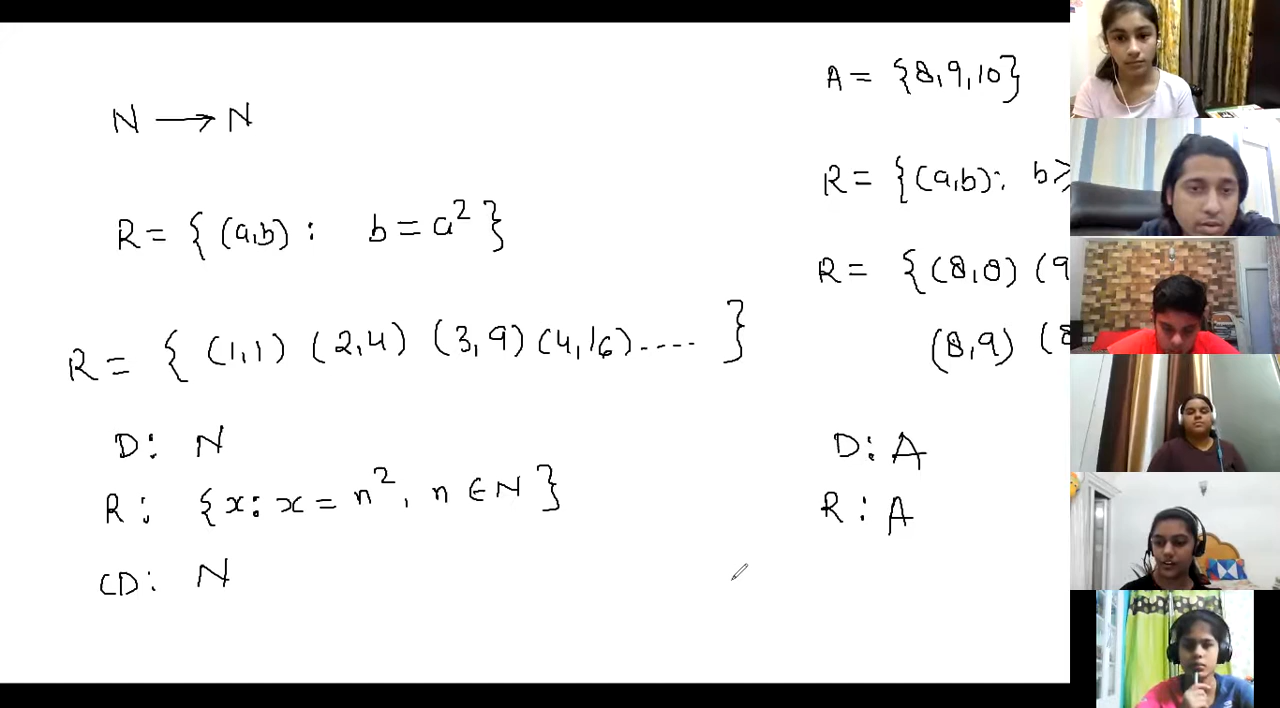 N → N
R = { (a,b) : b = a² }
R = { (1,1) (2,4) (3,9) (4,16) .... }
D : N
R : {x : x = n², n ∈ N }
CD : N
A = {8,9,10}
R = {(a,b) : b ⩾
R = {(8,8) (9
(8,9) (8
D : A
R : A